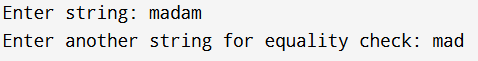 Enter string: madam
Enter another string for equality check: mad